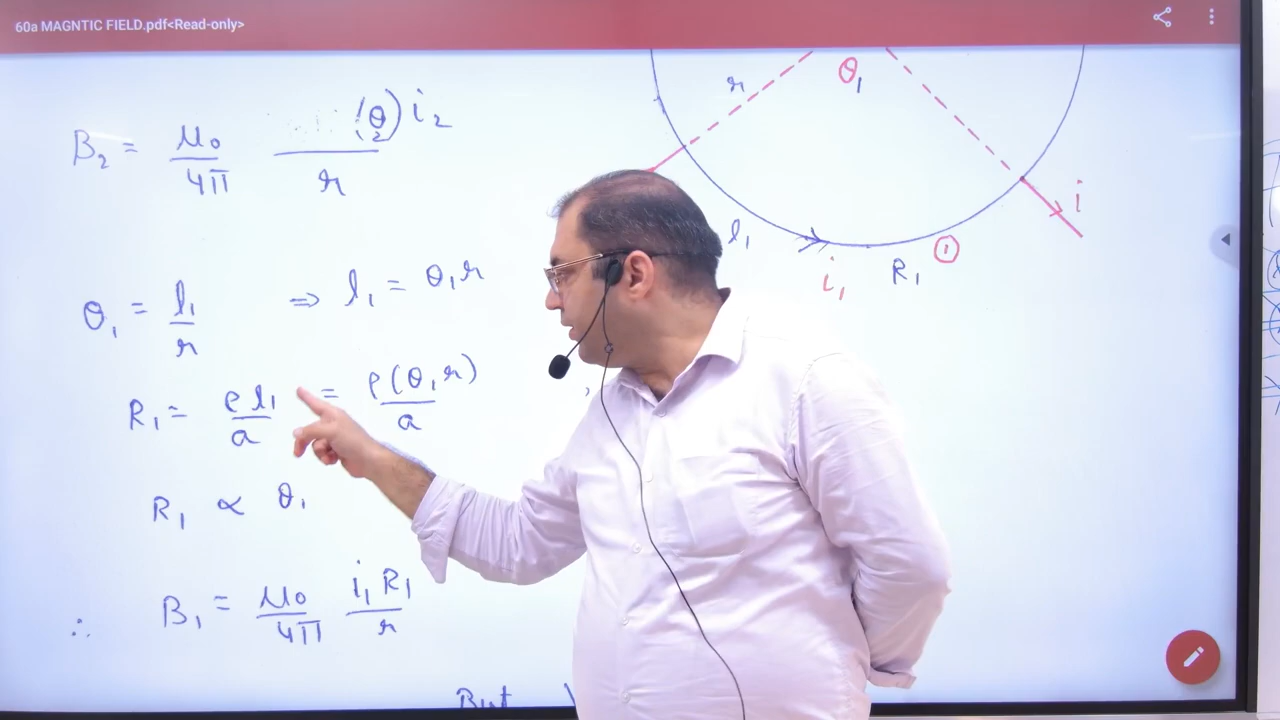 60a MAGNTIC FIELD.pdf<Read-only>
B₂ = μ₀/4π (θ₂) i₂/r
θ₁ = l₁/r ⇒ l₁ = θ₁r
R₁ = ρl₁/a = ρ(θ₁r)/a
R₁ ∝ θ₁
∴ B₁ = μ₀/4π i₁R₁/r
But
θ₁
r
i
l₁
i₁
R₁
①